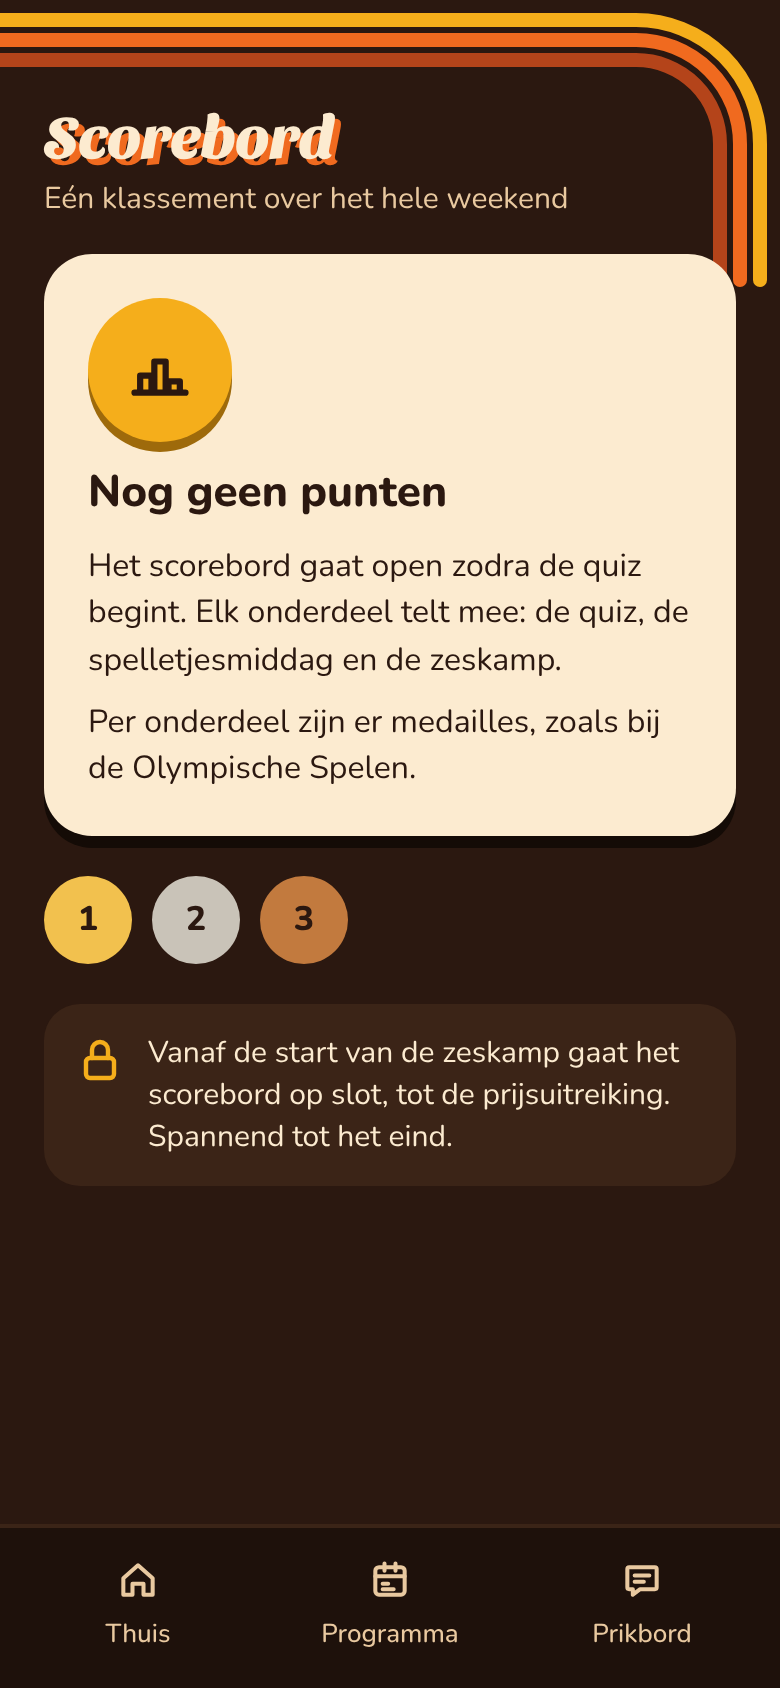 Scorebord
Eén klassement over het hele weekend
Nog geen punten
Het scorebord gaat open zodra de quiz
begint. Elk onderdeel telt mee: de quiz, de
spelletjesmiddag en de zeskamp.
Per onderdeel zijn er medailles, zoals bij
de Olympische Spelen.
1 2 3
Vanaf de start van de zeskamp gaat het
scorebord op slot, tot de prijsuitreiking.
Spannend tot het eind.
Thuis Programma Prikbord